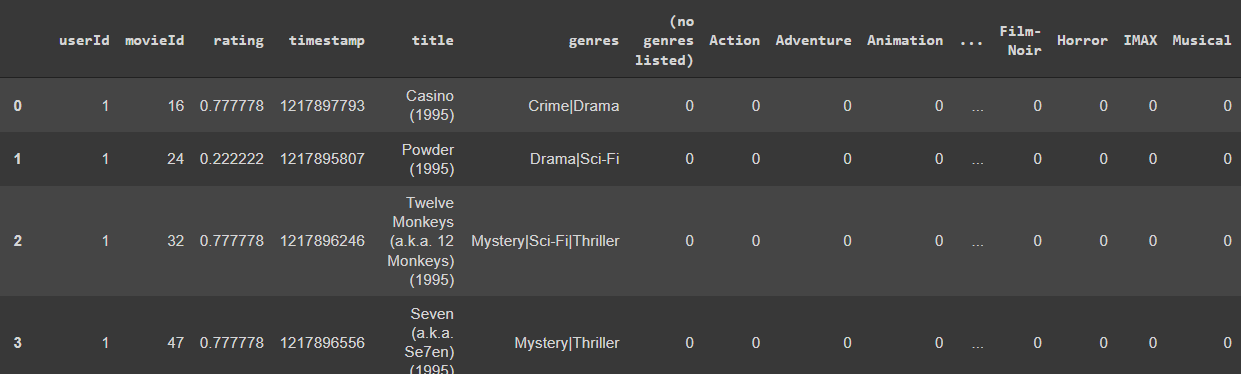 userId movieId rating timestamp title genres (no genres listed) Action Adventure Animation ... Film-Noir Horror IMAX Musical
0 1 16 0.777778 1217897793 Casino (1995) Crime|Drama 0 0 0 0 ... 0 0 0 0
1 1 24 0.222222 1217895807 Powder (1995) Drama|Sci-Fi 0 0 0 0 ... 0 0 0 0
2 1 32 0.777778 1217896246 Twelve Monkeys (a.k.a. 12 Monkeys) (1995) Mystery|Sci-Fi|Thriller 0 0 0 0 ... 0 0 0 0
3 1 47 0.777778 1217896556 Seven (a.k.a. Se7en) (1995) Mystery|Thriller 0 0 0 0 ... 0 0 0 0